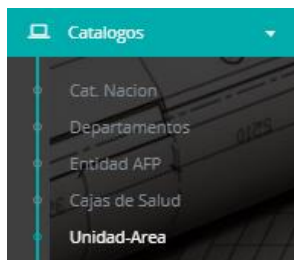 Catalogos
Cat. Nacion
Departamentos
Entidad AFP
Cajas de Salud
Unidad-Area